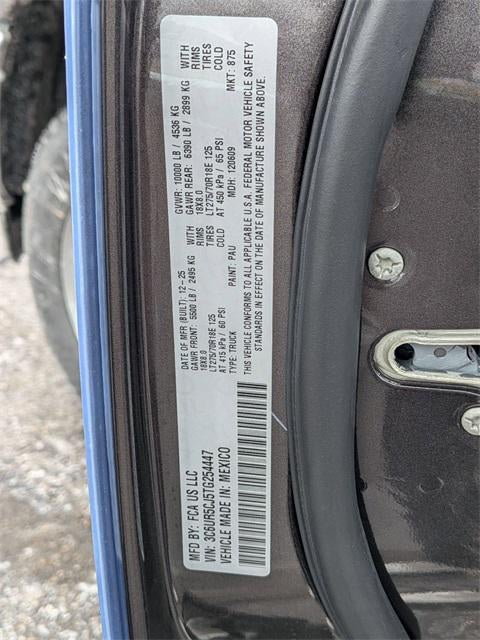 MFD BY: FCA US LLC
VIN: 3C6UR5CJ5TG254447
VEHICLE MADE IN: MEXICO
DATE OF MFR (BUILT): 12-25 GVWR: 10000 LB / 4536 KG
GAWR FRONT: 5500 LB / 2495 KG WITH GAWR REAR: 6390 LB / 2899 KG WITH
18X8.0 RIMS 18X8.0 RIMS
LT275/70R18E 125 TIRES LT275/70R18E 125 TIRES
AT 415 kPa / 60 PSI COLD AT 450 kPa / 65 PSI COLD
TYPE: TRUCK PAINT: PAU MDH: 120609 MKT: 875
THIS VEHICLE CONFORMS TO ALL APPLICABLE U.S.A. FEDERAL MOTOR VEHICLE SAFETY
STANDARDS IN EFFECT ON THE DATE OF MANUFACTURE SHOWN ABOVE.